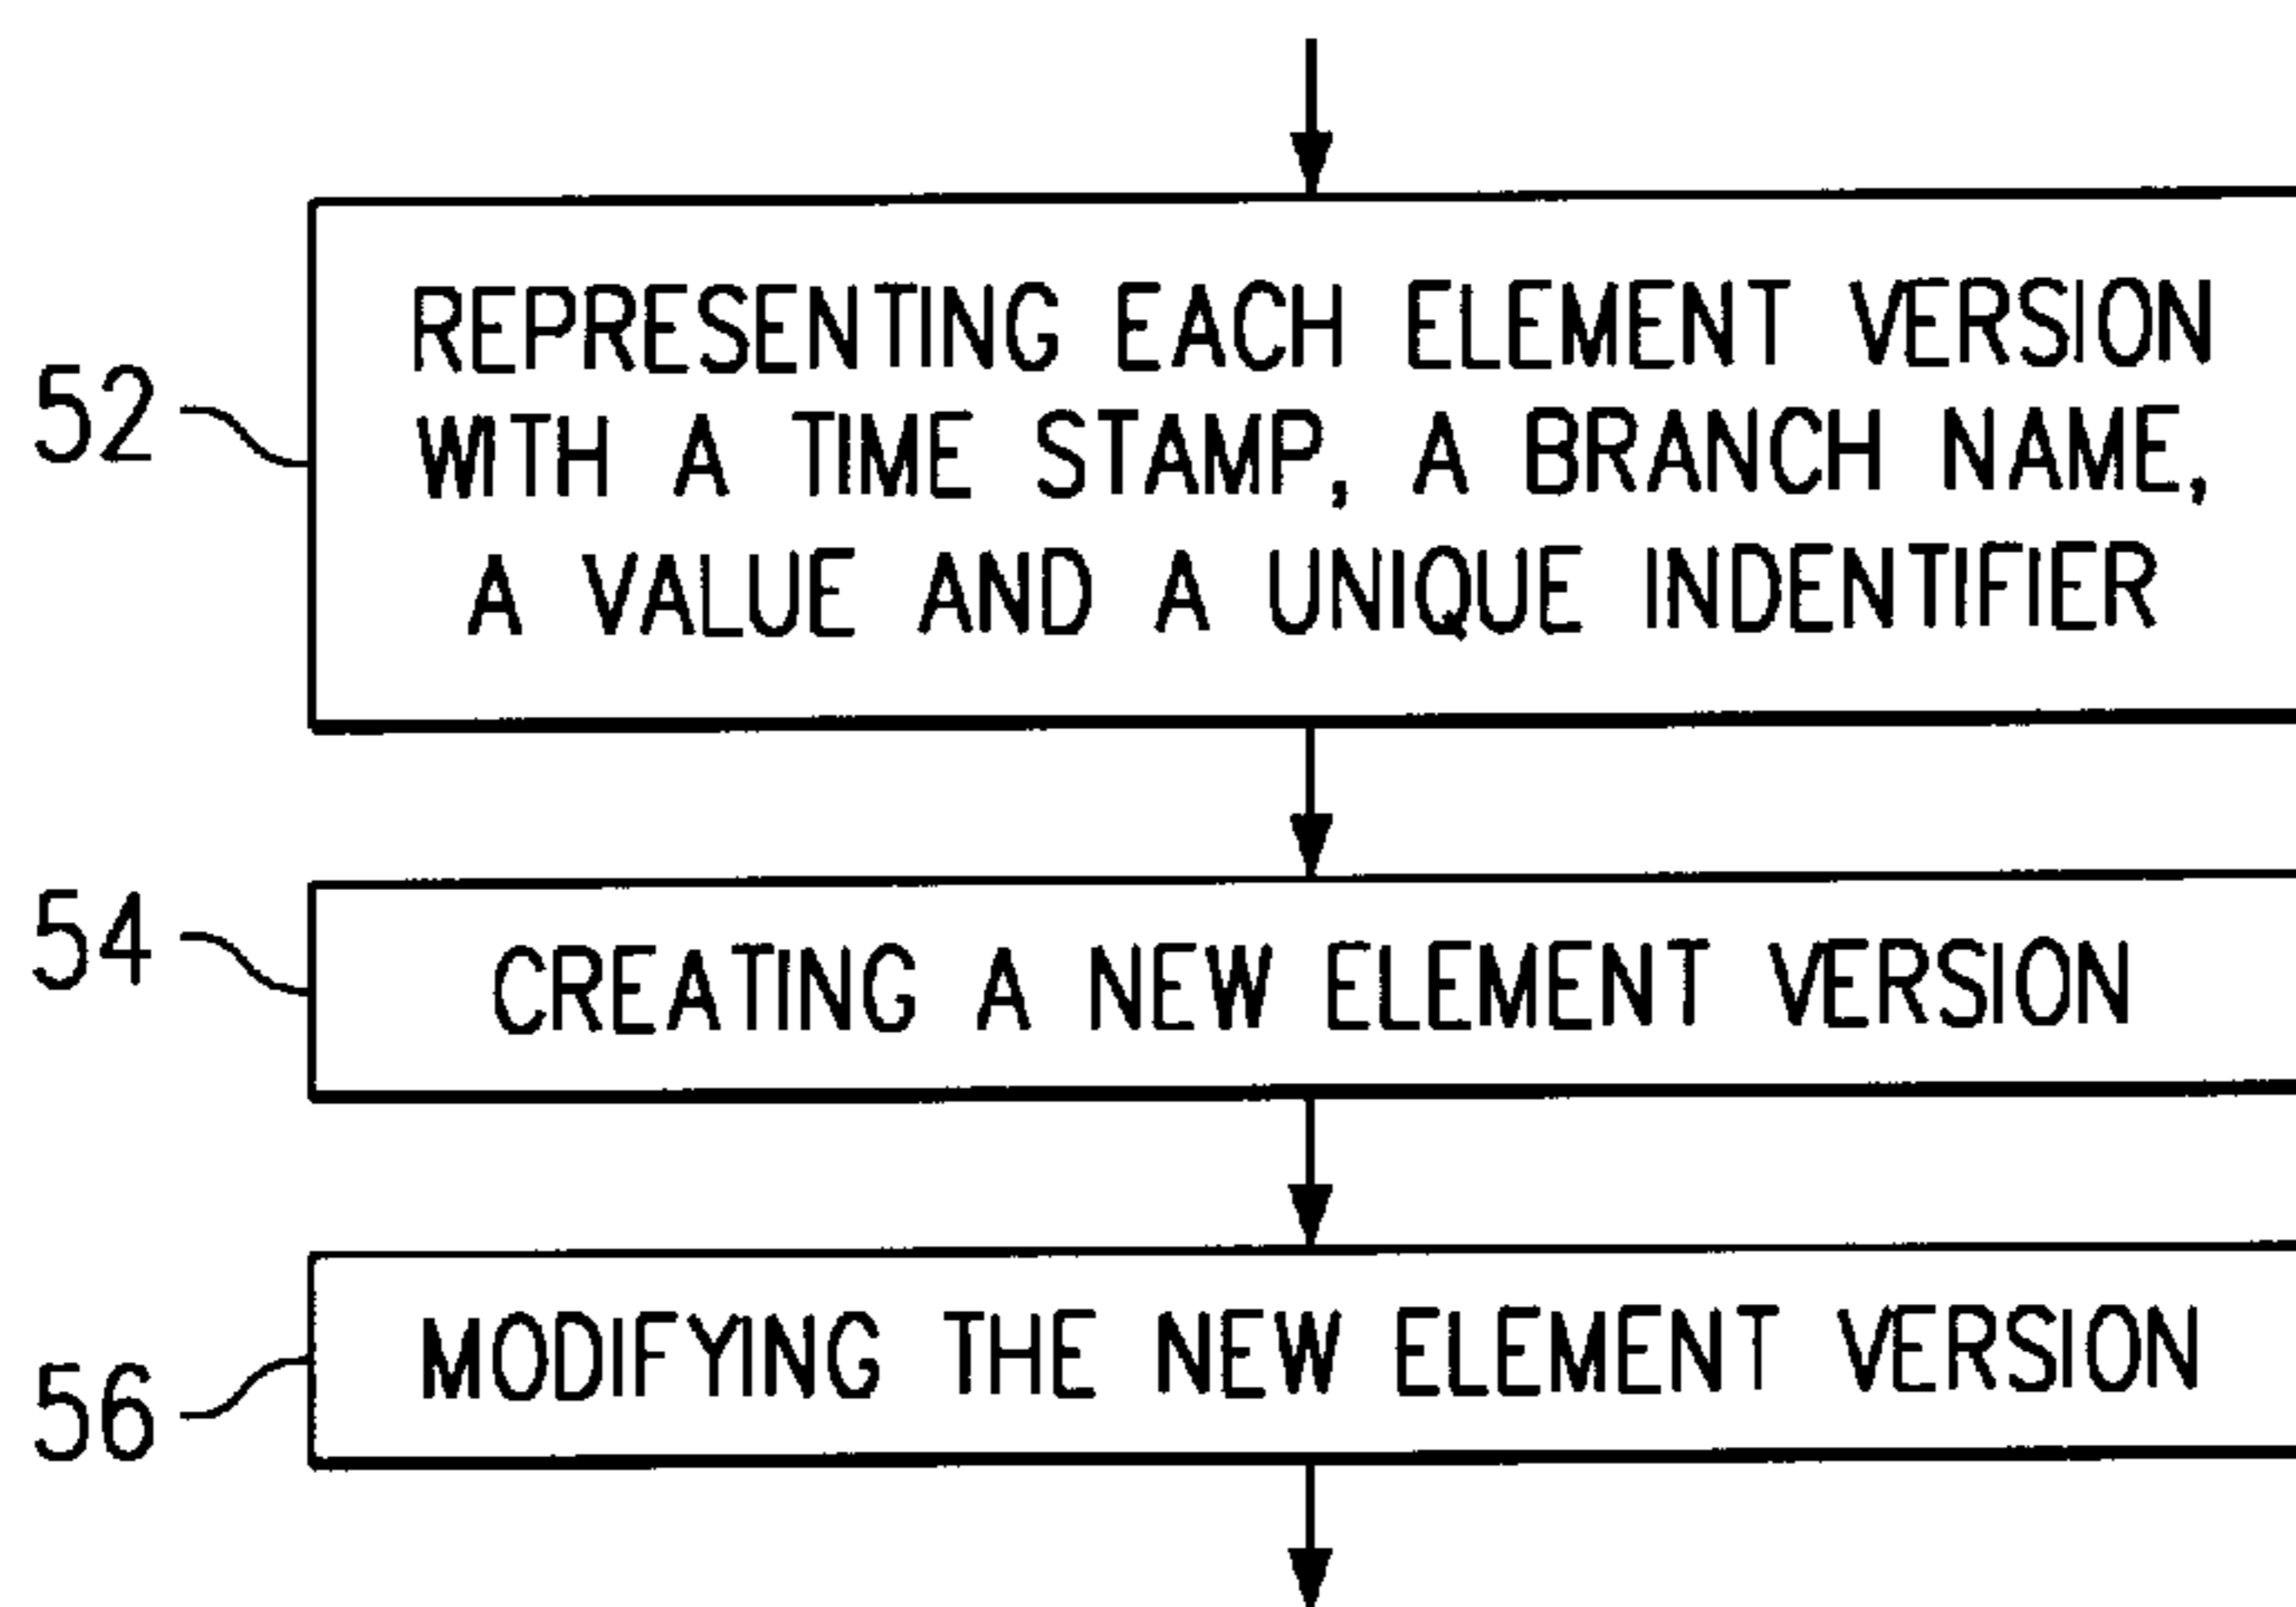 REPRESENTING EACH ELEMENT VERSION
52
WITH A TIME STAMP, A BRANCH NAME,
A VALUE AND A UNIQUE INDENTIFIER
54
CREATING A NEW ELEMENT VERSION
MODIFYING THE NEW ELEMENT VERSION
56